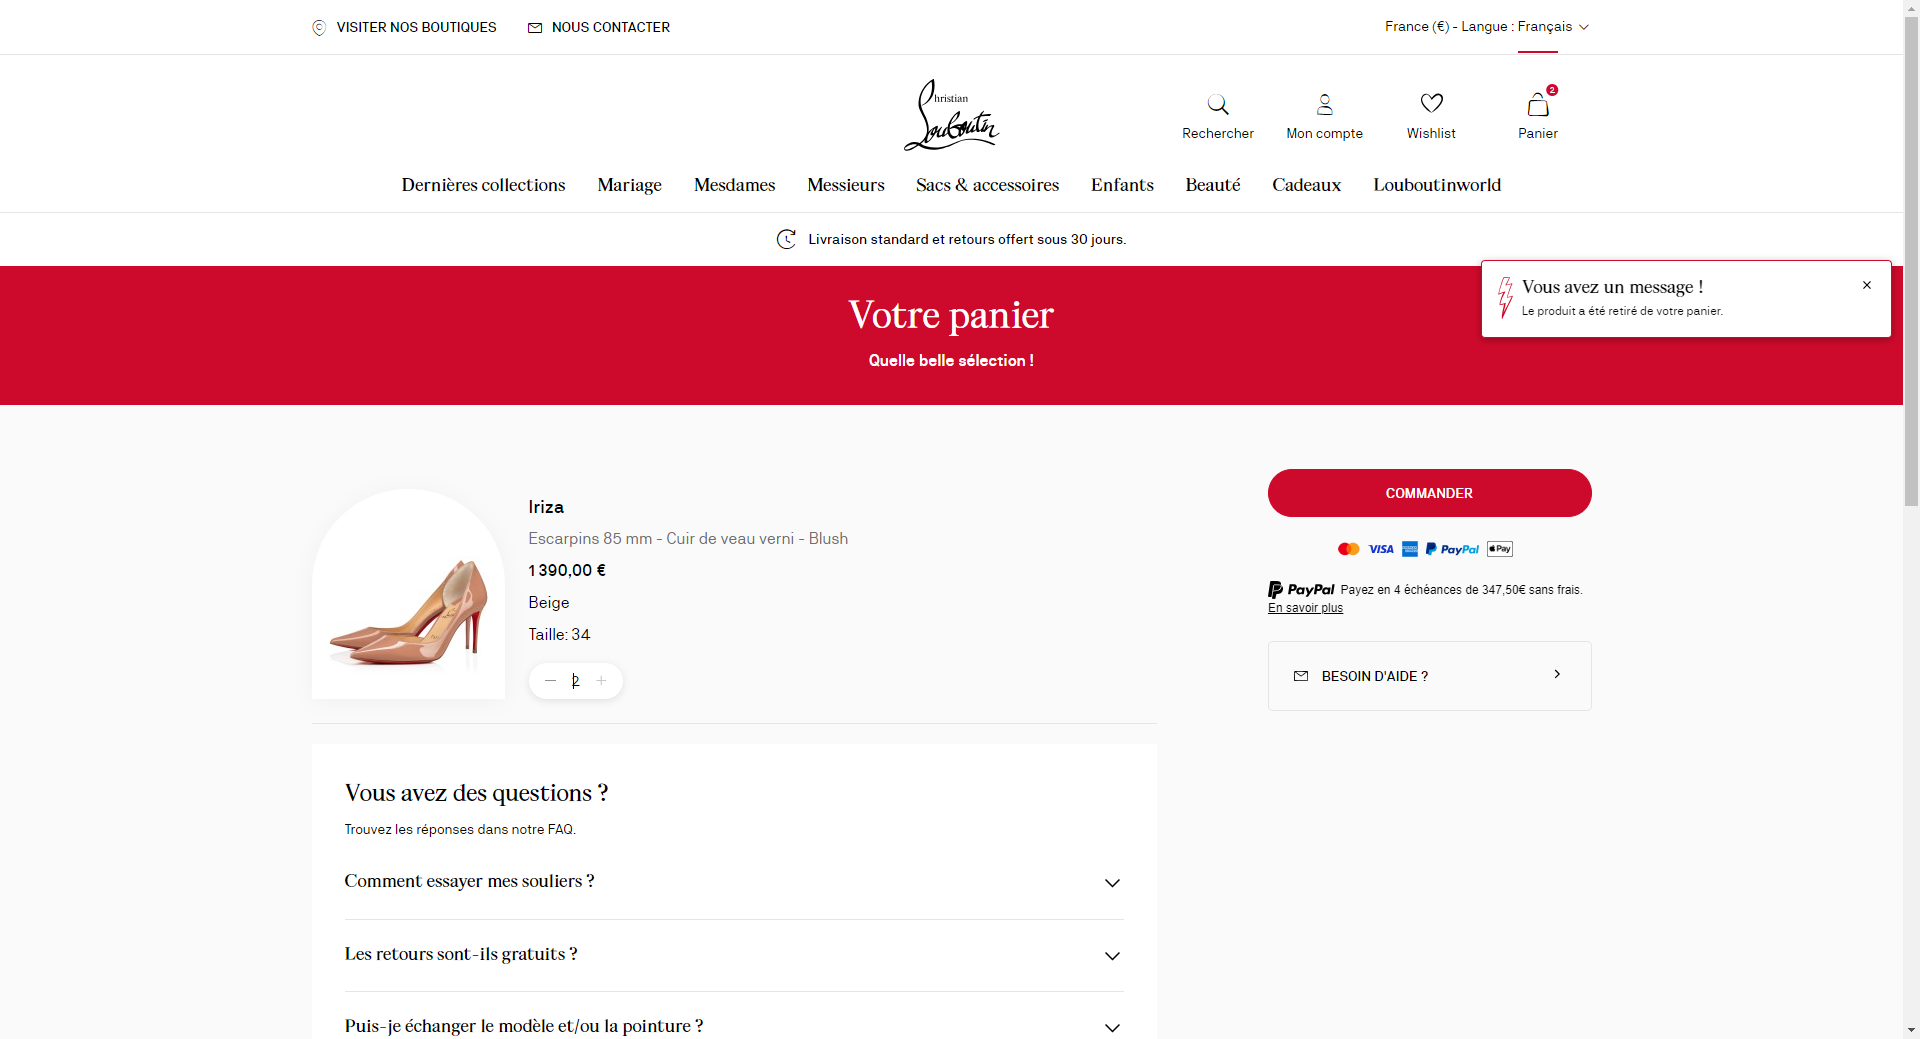 VISITER NOS BOUTIQUES
NOUS CONTACTER
France (€) - Langue : Français
Christian
Louboutin
Rechercher
Mon compte
Wishlist
2
Panier
Dernières collections
Mariage
Mesdames
Messieurs
Sacs & accessoires
Enfants
Beauté
Cadeaux
Louboutinworld
Livraison standard et retours offert sous 30 jours.
Vous avez un message !
Le produit a été retiré de votre panier.
Votre panier
Quelle belle sélection !
Iriza
Escarpins 85 mm - Cuir de veau verni - Blush
1 390,00 €
Beige
Taille: 34
2
COMMANDER
VISA
PayPal
Pay
PayPal Payez en 4 échéances de 347,50€ sans frais.
En savoir plus
BESOIN D'AIDE ?
Vous avez des questions ?
Trouvez les réponses dans notre FAQ.
Comment essayer mes souliers ?
Les retours sont-ils gratuits ?
Puis-je échanger le modèle et/ou la pointure ?